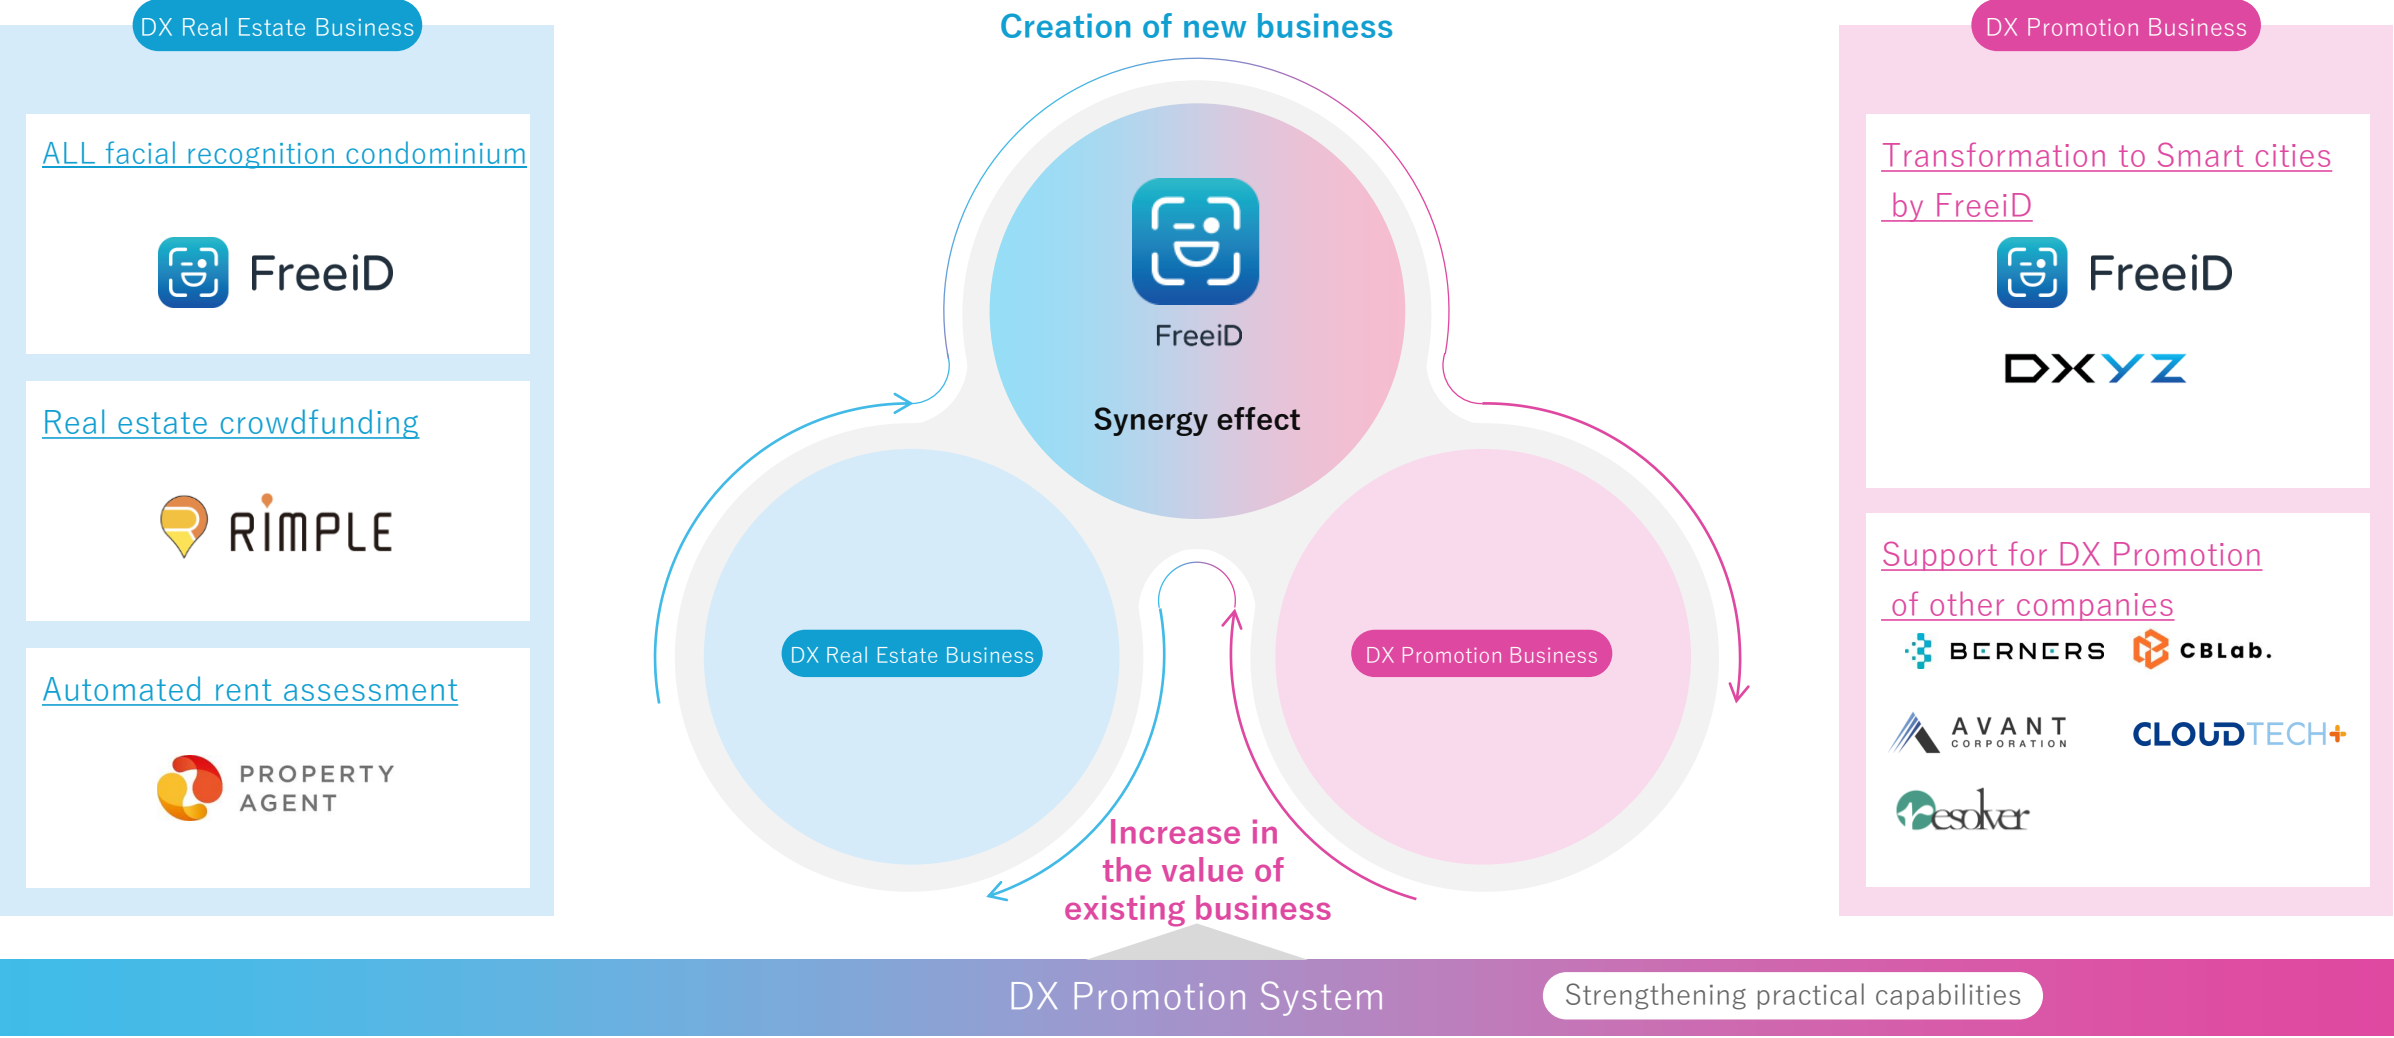 DX Real Estate Business
ALL facial recognition condominium
FreeiD
Real estate crowdfunding
RIMPLE
Automated rent assessment
PROPERTY
AGENT
Creation of new business
FreeiD
Synergy effect
DX Real Estate Business
DX Promotion Business
Increase in
the value of
existing business
DX Promotion Business
Transformation to Smart cities
by FreeiD
FreeiD
DXYZ
Support for DX Promotion
of other companies
BERNERS
CBLab.
AVANT
CORPORATION
CLOUDTECH+
resolver
DX Promotion System
Strengthening practical capabilities